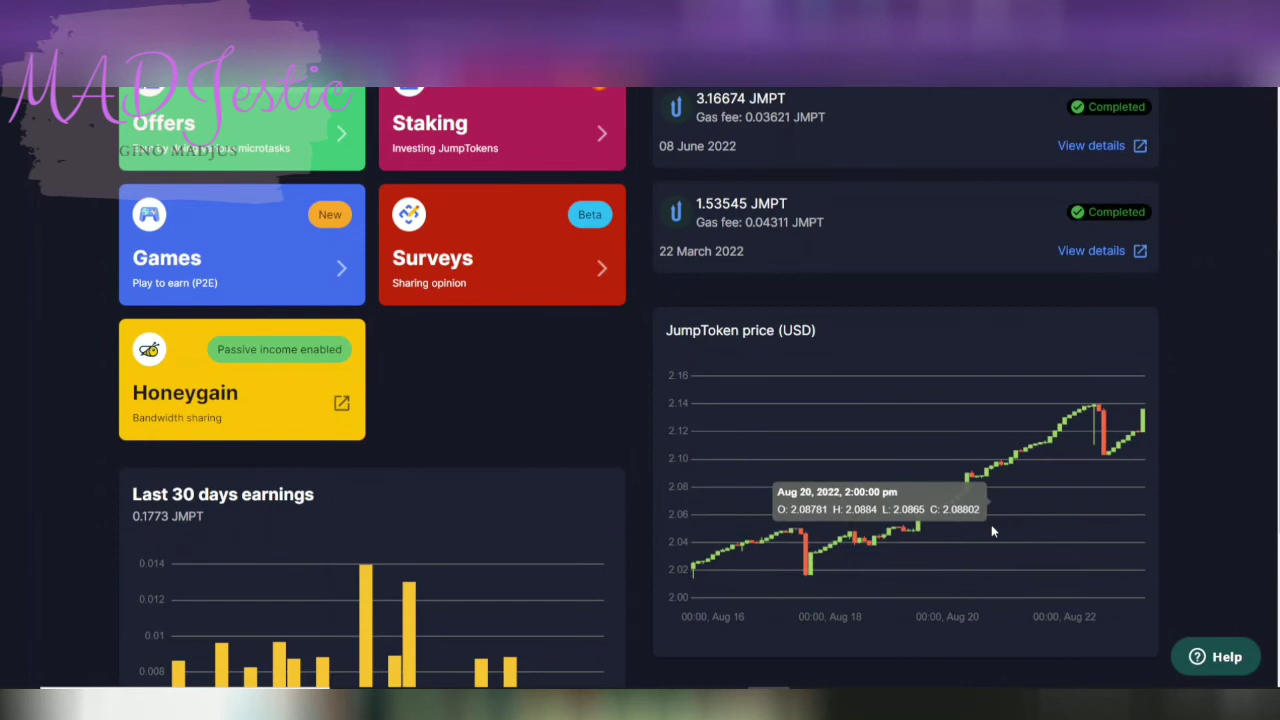 MADJestic
GINO MADJUS
Offers
microtasks
Staking
Investing JumpTokens
Games
New
Play to earn (P2E)
Surveys
Beta
Sharing opinion
Honeygain
Passive income enabled
Bandwidth sharing
Last 30 days earnings
0.1773 JMPT
0.014
0.012
0.01
0.008
3.16674 JMPT
Gas fee: 0.03621 JMPT
Completed
08 June 2022
View details
1.53545 JMPT
Gas fee: 0.04311 JMPT
Completed
22 March 2022
View details
JumpToken price (USD)
2.16
2.14
2.12
2.10
2.08
2.06
2.04
2.02
2.00
Aug 20, 2022, 2:00:00 pm
O: 2.08781 H: 2.0884 L: 2.0865 C: 2.08802
00:00, Aug 16
00:00, Aug 18
00:00, Aug 20
00:00, Aug 22
Help